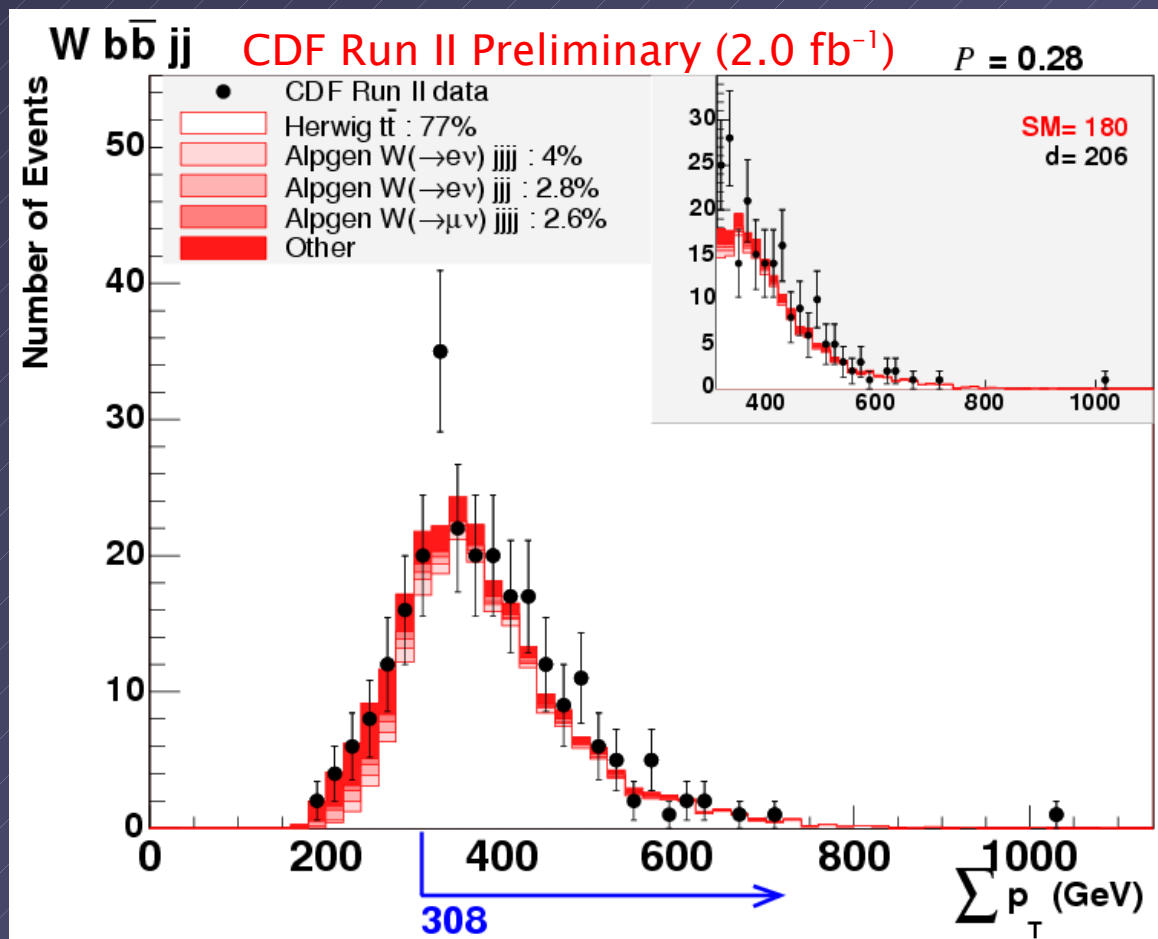 W bb̄ jj
CDF Run II Preliminary (2.0 fb⁻¹)
P = 0.28
Number of Events
CDF Run II data
Herwig tt̄ : 77%
Alpgen W(→eν) jjjj : 4%
Alpgen W(→eν) jjj : 2.8%
Alpgen W(→μν) jjjj : 2.6%
Other
SM= 180
d= 206
30
25
20
15
10
5
0
400 600 800 1000
50
40
30
20
10
0
0 200 400 600 800 1000
∑ p_T (GeV)
308